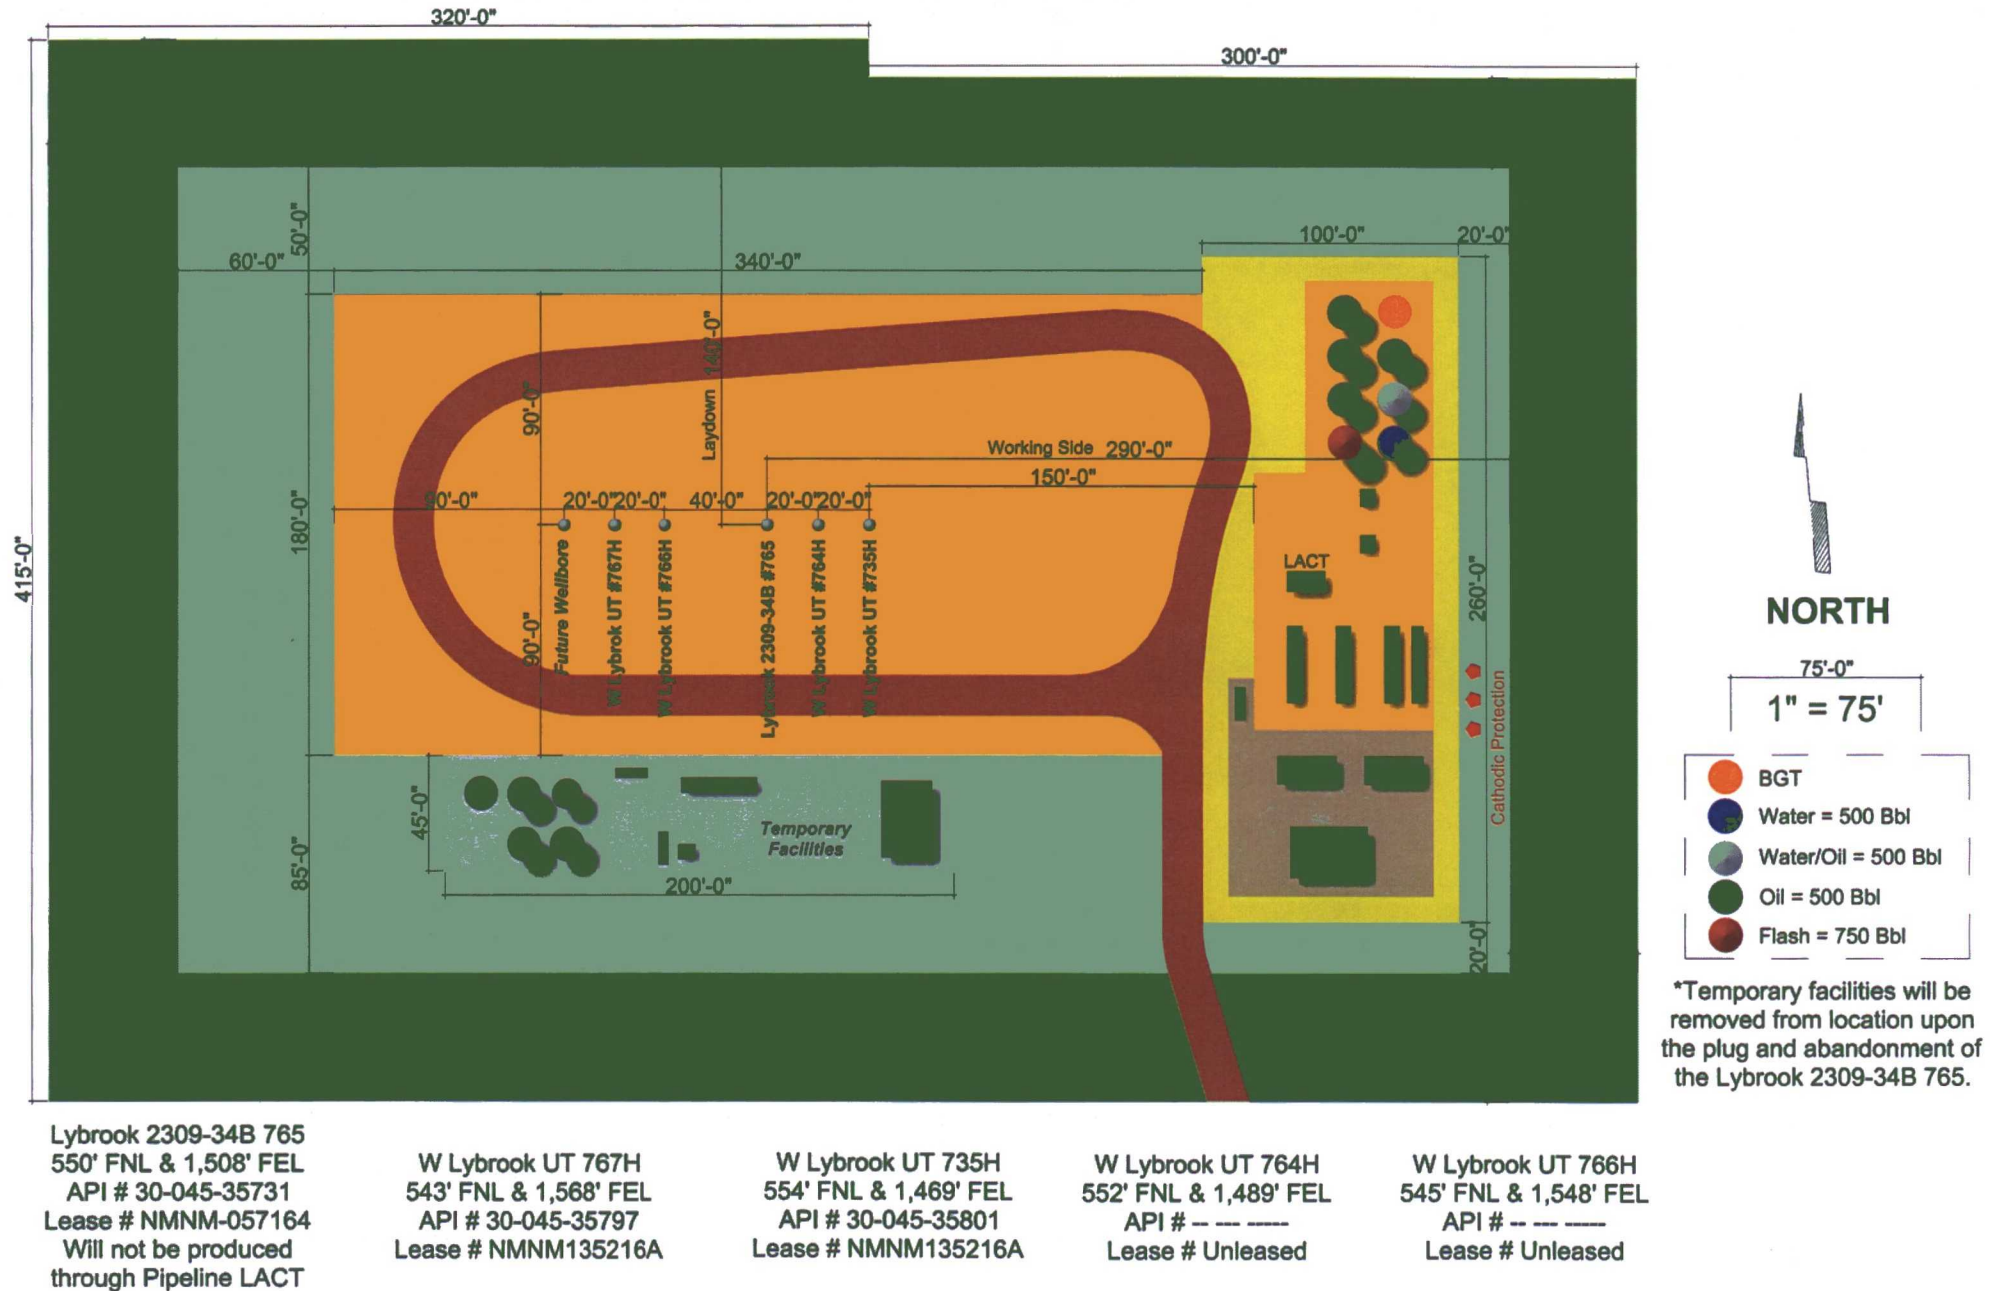 320'-0"
300'-0"
50'-0"
60'-0"
340'-0"
100'-0"
20'-0"
Laydown 140'-0"
90'-0"
Working Side 290'-0"
150'-0"
90'-0"
20'-0"
20'-0"
40'-0"
20'-0"
20'-0"
180'-0"
415'-0"
Future Wellbore
W Lybrok UT #767H
W Lybrook UT #766H
Lybrook 2309-34B #765
W Lybrook UT #764H
W Lybrook UT #735H
90'-0"
LACT
260'-0"
Cathodic Protection
45'-0"
85'-0"
Temporary
Facilities
200'-0"
20'-0"
NORTH
75'-0"
1" = 75'
BGT
Water = 500 Bbl
Water/Oil = 500 Bbl
Oil = 500 Bbl
Flash = 750 Bbl
*Temporary facilities will be
removed from location upon
the plug and abandonment of
the Lybrook 2309-34B 765.
Lybrook 2309-34B 765
550' FNL & 1,508' FEL
API # 30-045-35731
Lease # NMNM-057164
Will not be produced
through Pipeline LACT
W Lybrook UT 767H
543' FNL & 1,568' FEL
API # 30-045-35797
Lease # NMNM135216A
W Lybrook UT 735H
554' FNL & 1,469' FEL
API # 30-045-35801
Lease # NMNM135216A
W Lybrook UT 764H
552' FNL & 1,489' FEL
API # -- --- -----
Lease # Unleased
W Lybrook UT 766H
545' FNL & 1,548' FEL
API # -- --- -----
Lease # Unleased